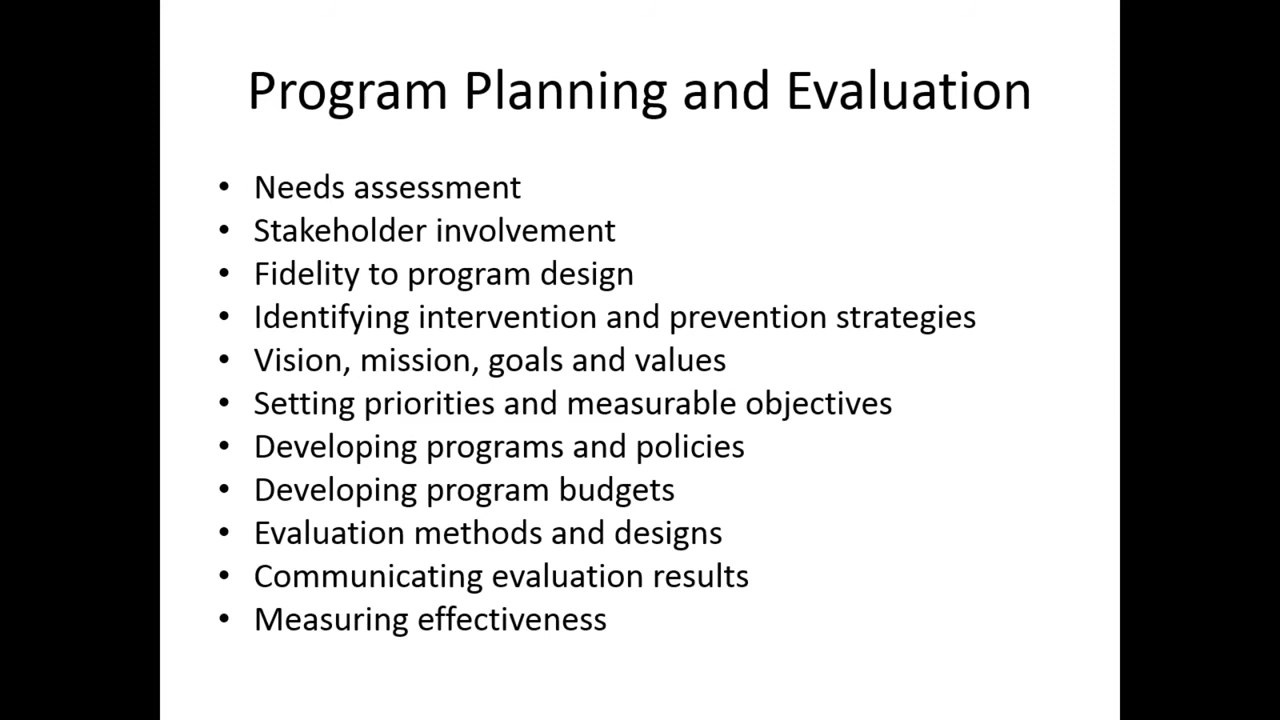 Program Planning and Evaluation
• Needs assessment
• Stakeholder involvement
• Fidelity to program design
• Identifying intervention and prevention strategies
• Vision, mission, goals and values
• Setting priorities and measurable objectives
• Developing programs and policies
• Developing program budgets
• Evaluation methods and designs
• Communicating evaluation results
• Measuring effectiveness